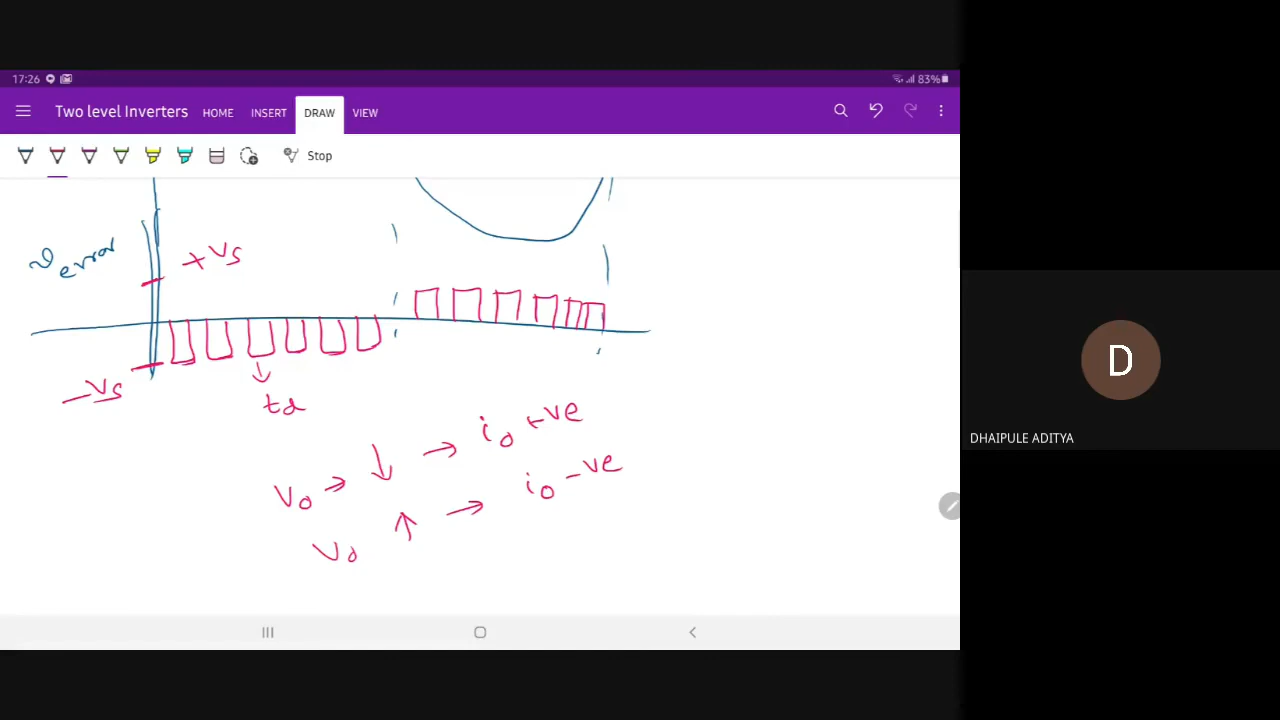 17:26 83%
Two level Inverters HOME INSERT DRAW VIEW
Stop
v error
+Vs
-Vs
td
Vo → ↓ → io +ve
Vo ↑ → io -ve
D
DHAIPULE ADITYA